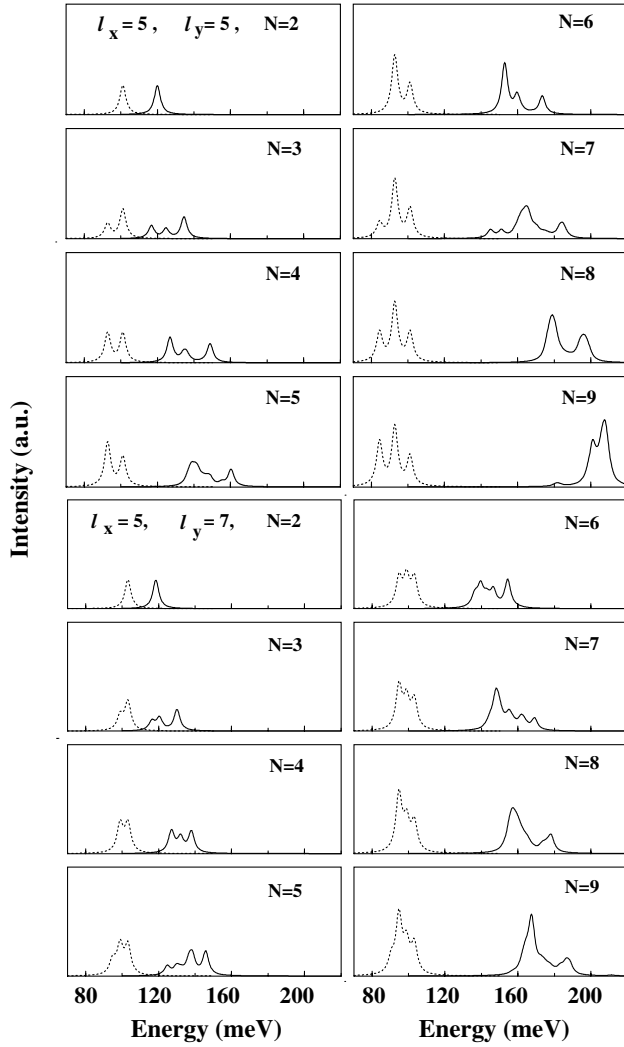 l x = 5 , l y = 5 , N=2
N=3
N=4
N=5
l x = 5, l y = 7, N=2
N=3
N=4
N=5
80 120 160 200
Energy (meV)
N=6
N=7
N=8
N=9
N=6
N=7
N=8
N=9
80 120 160 200
Energy (meV)
Intensity (a.u.)